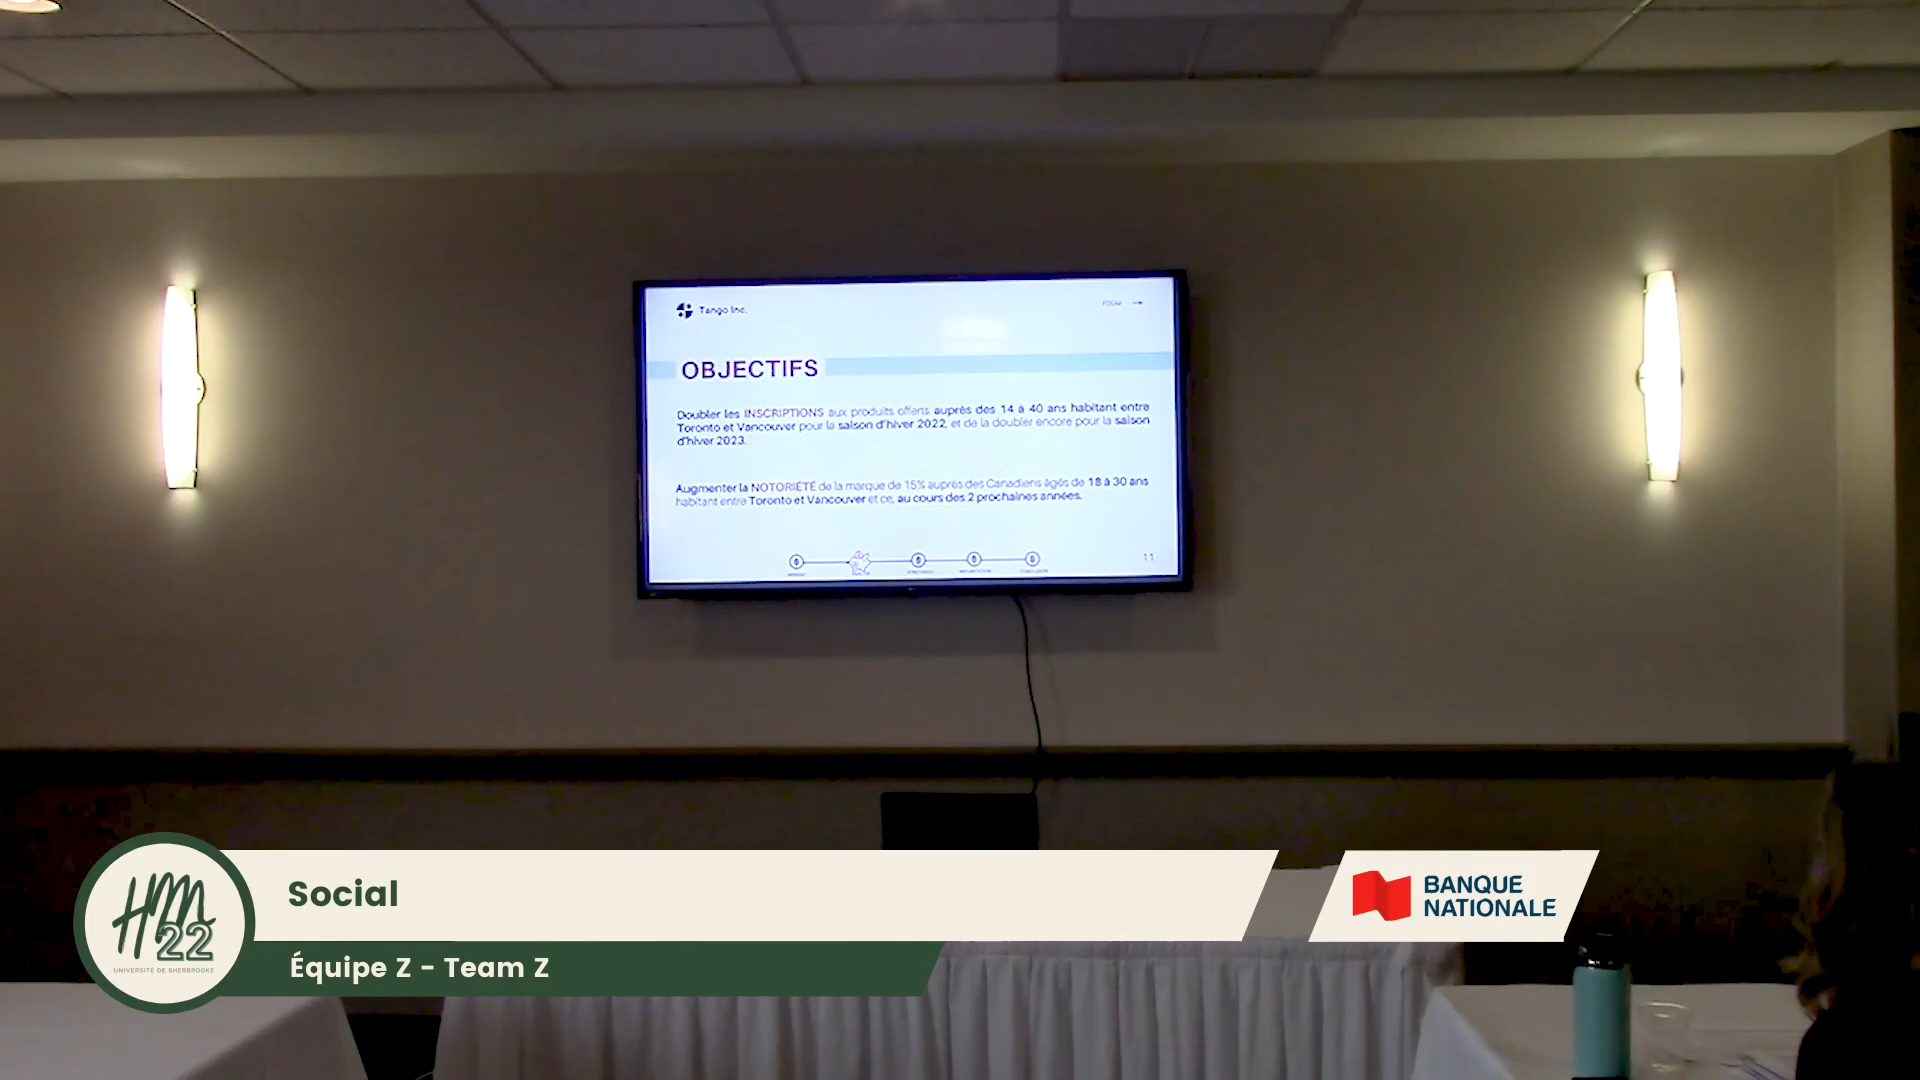 Tango Inc.
OBJECTIFS
Doubler les INSCRIPTIONS aux produits offerts auprès des 14 à 40 ans habitant entre
Toronto et Vancouver pour la saison d'hiver 2022, et de la doubler encore pour la saison
d'hiver 2023.
Augmenter la NOTORIÉTÉ de la marque de 15% auprès des Canadiens âgés de 18 à 30 ans
habitant entre Toronto et Vancouver et ce, au cours des 2 prochaines années.
11
Social
BANQUE
NATIONALE
HM
22
UNIVERSITÉ DE SHERBROOKE
Équipe Z - Team Z